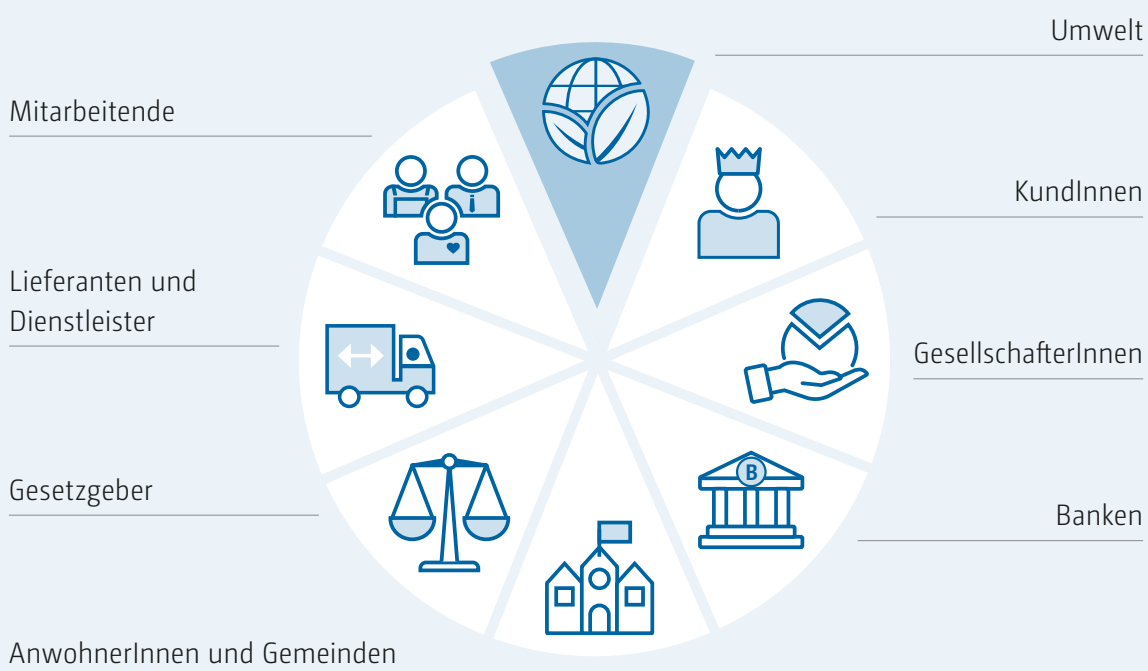 Umwelt
Mitarbeitende
KundInnen
Lieferanten und
Dienstleister
GesellschafterInnen
B
Gesetzgeber
Banken
AnwohnerInnen und Gemeinden